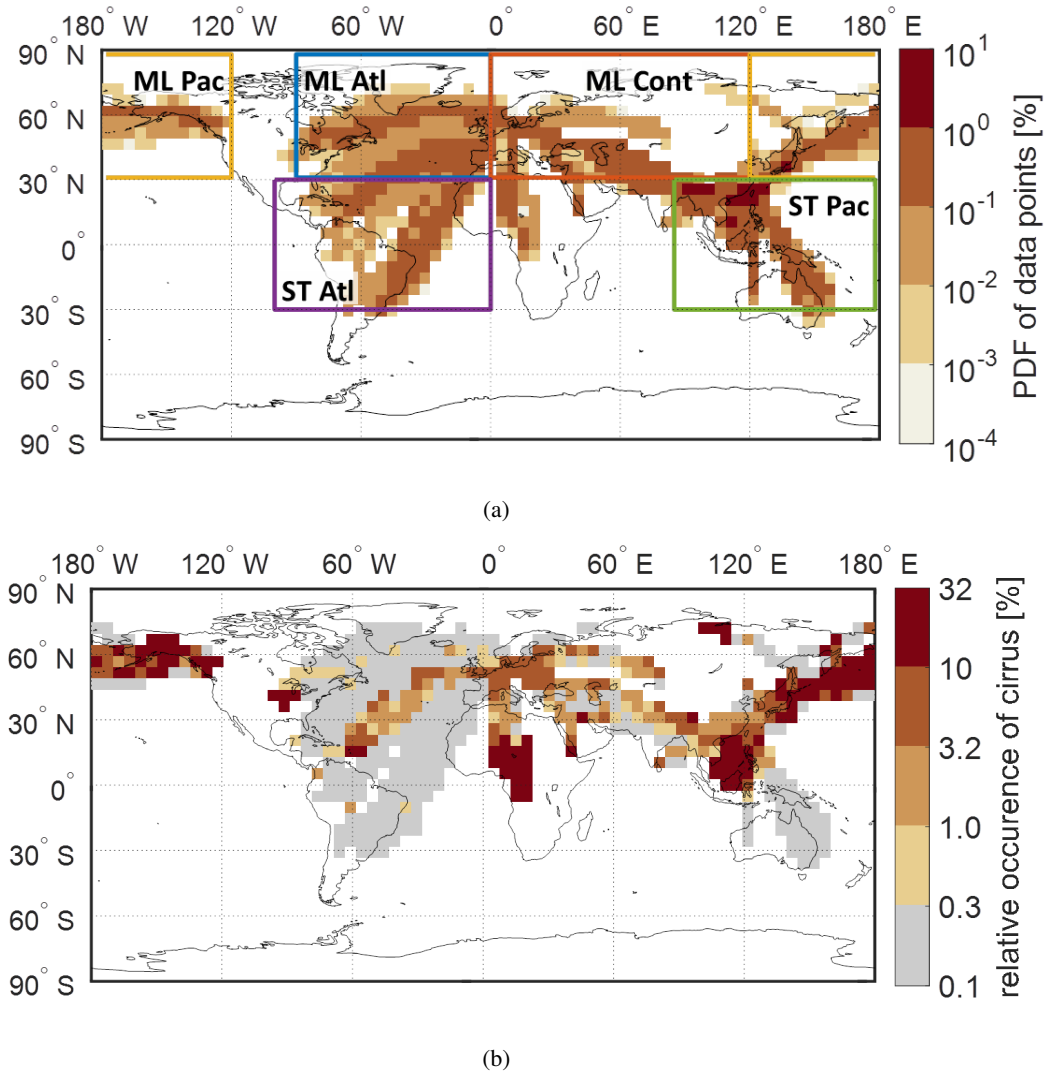 180° W 120° W 60° W 0° 60° E 120° E 180° E
90° N
60° N
30° N
0°
30° S
60° S
90° S
ML Pac
ML Atl
ML Cont
ST Pac
ST Atl
10^1
10^0
10^-1
10^-2
10^-3
10^-4
PDF of data points [%]
(a)
180° W 120° W 60° W 0° 60° E 120° E 180° E
90° N
60° N
30° N
0°
30° S
60° S
90° S
32
10
3.2
1.0
0.3
0.1
relative occurence of cirrus [%]
(b)